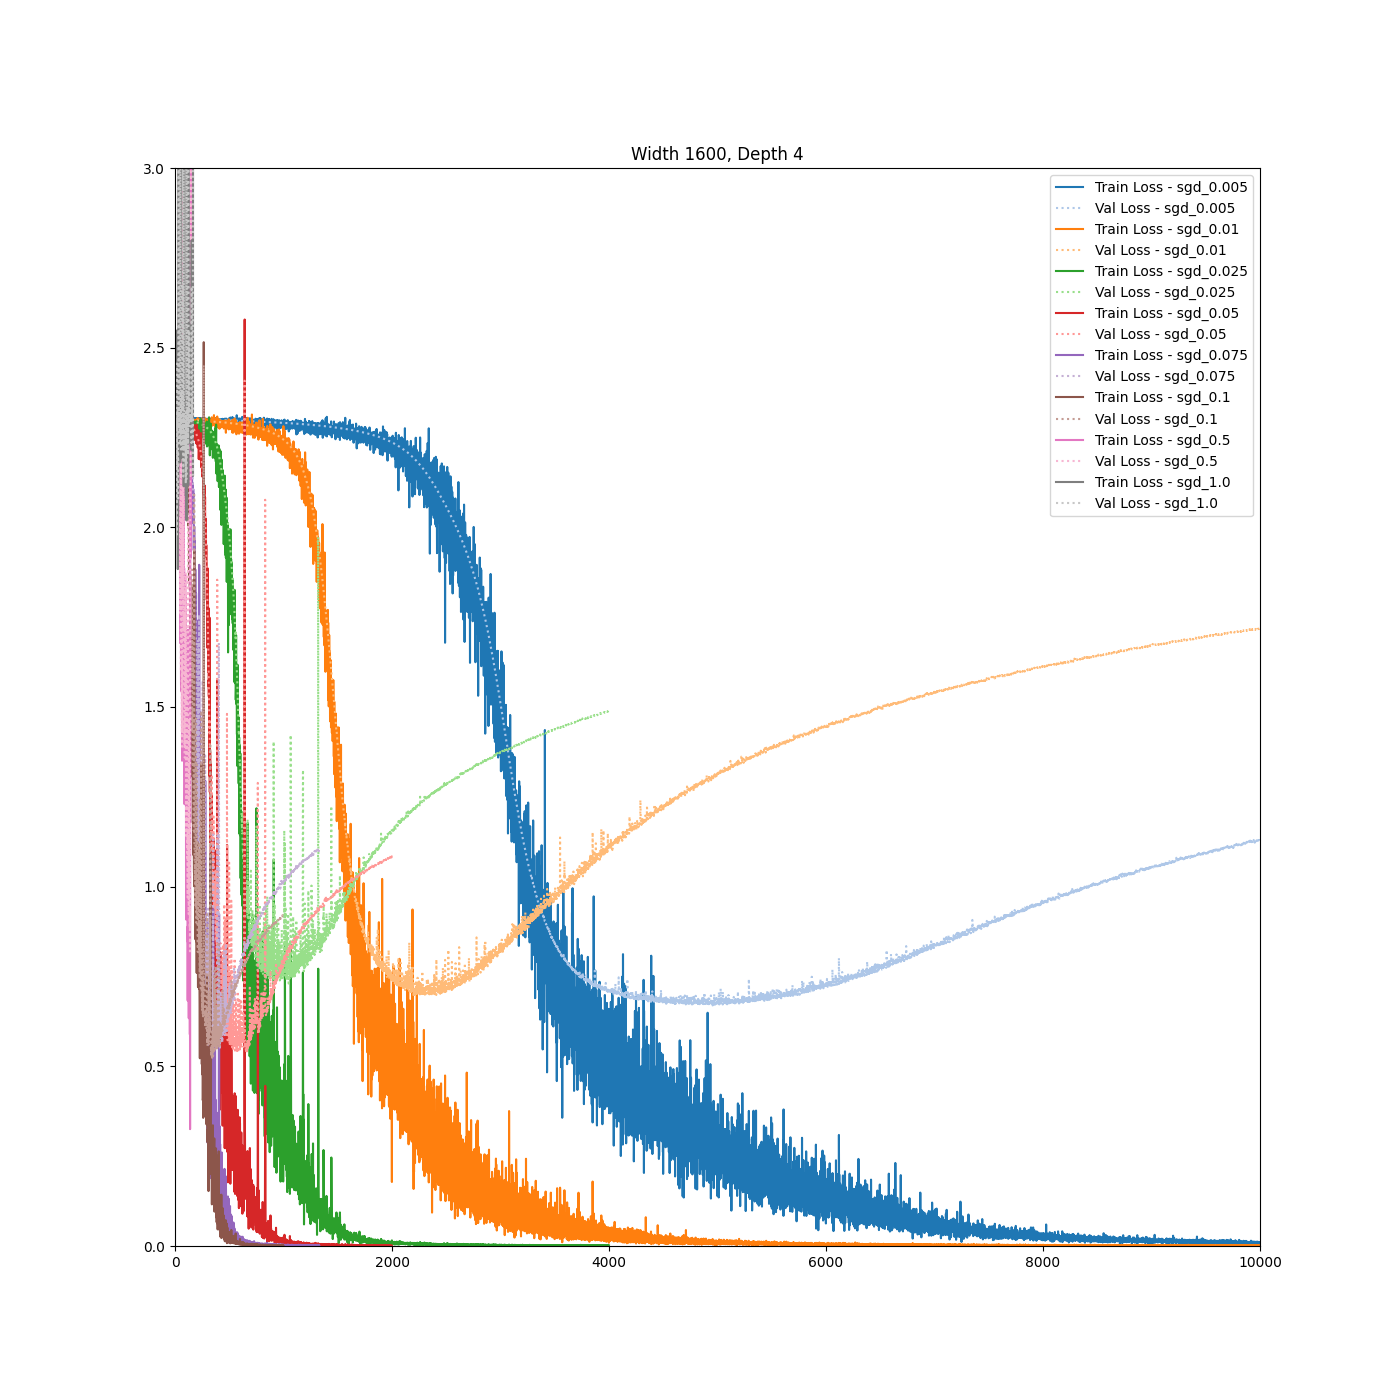 Width 1600, Depth 4
3.0
2.5
2.0
1.5
1.0
0.5
0.0
0
2000
4000
6000
8000
10000
Train Loss - sgd_0.005
Val Loss - sgd_0.005
Train Loss - sgd_0.01
Val Loss - sgd_0.01
Train Loss - sgd_0.025
Val Loss - sgd_0.025
Train Loss - sgd_0.05
Val Loss - sgd_0.05
Train Loss - sgd_0.075
Val Loss - sgd_0.075
Train Loss - sgd_0.1
Val Loss - sgd_0.1
Train Loss - sgd_0.5
Val Loss - sgd_0.5
Train Loss - sgd_1.0
Val Loss - sgd_1.0